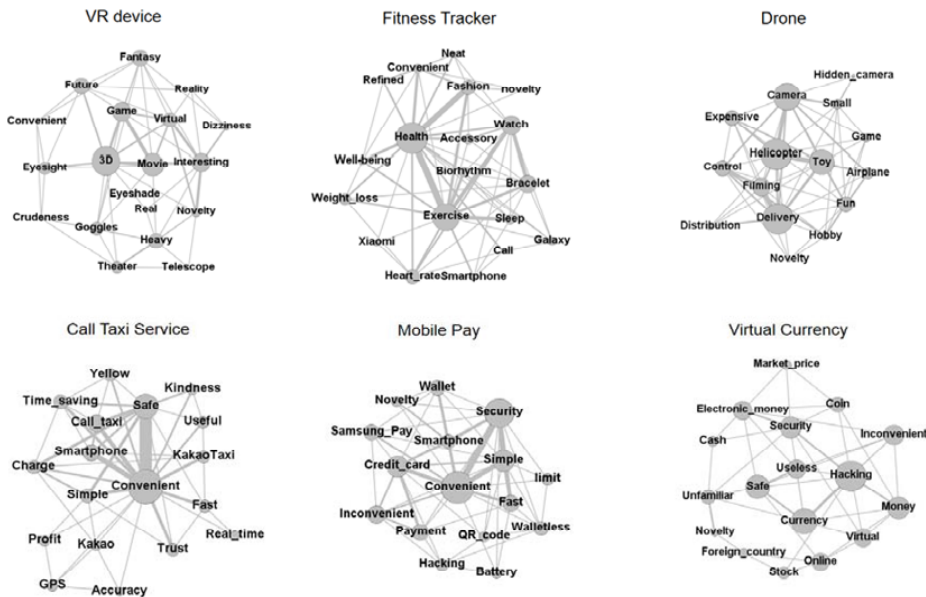 VR device
Fitness Tracker
Drone
Fantasy
Future
Reality
Game
Virtual
Convenient
Dizziness
3D
Movie
Interesting
Eyesight
Eyeshade
Real
Novelty
Crudeness
Goggles
Heavy
Theater
Telescope
Neat
Convenient
Refined
Fashion
novelty
Health
Accessory
Watch
Well-being
Biorhythm
Bracelet
Weight_loss
Exercise
Sleep
Xiaomi
Call
Galaxy
Heart_rate
Smartphone
Hidden_camera
Camera
Small
Expensive
Game
Helicopter
Toy
Control
Airplane
Filming
Fun
Distribution
Delivery
Hobby
Novelty
Call Taxi Service
Mobile Pay
Virtual Currency
Yellow
Kindness
Time_saving
Safe
Call_taxi
Useful
Smartphone
KakaoTaxi
Charge
Convenient
Simple
Fast
Profit
Kakao
Trust
Real_time
GPS
Accuracy
Wallet
Novelty
Security
Samsung_Pay
Smartphone
Credit_card
Simple
Convenient
limit
Fast
Inconvenient
Payment
QR_code
Walletless
Hacking
Battery
Market_price
Electronic_money
Coin
Security
Inconvenient
Cash
Useless
Hacking
Safe
Unfamiliar
Money
Currency
Novelty
Virtual
Foreign_country
Online
Stock